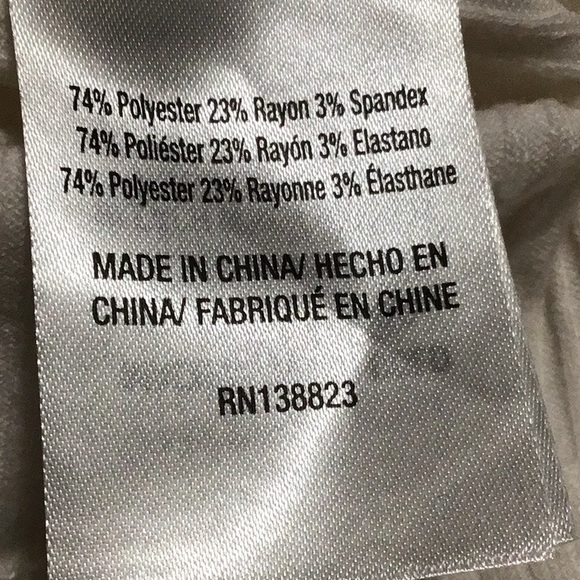 74% Polyester 23% Rayon 3% Spandex
74% Poliéster 23% Rayón 3% Elastano
74% Polyester 23% Rayonne 3% Élasthane
MADE IN CHINA/ HECHO EN
CHINA/ FABRIQUÉ EN CHINE
RN138823